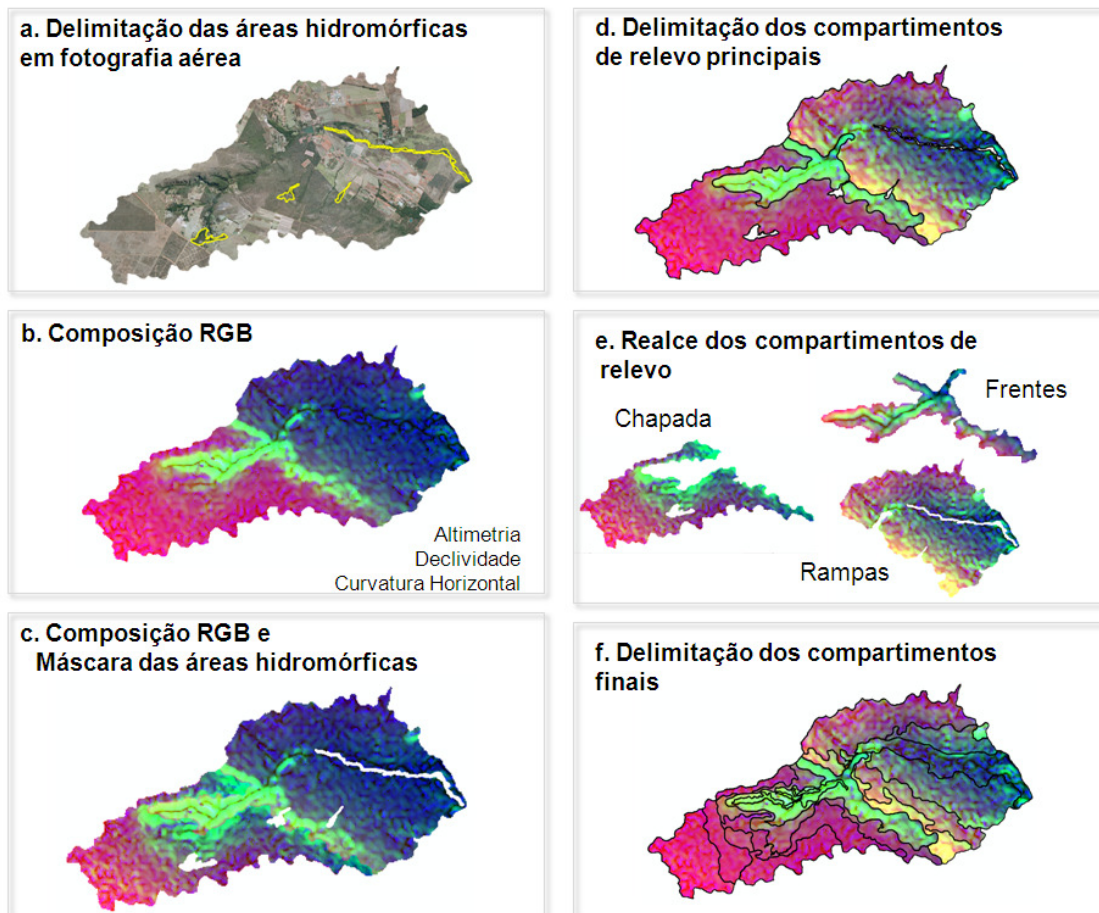 a. Delimitação das áreas hidromórficas
em fotografia aérea
b. Composição RGB
Altimetria
Declividade
Curvatura Horizontal
c. Composição RGB e
Máscara das áreas hidromórficas
d. Delimitação dos compartimentos
de relevo principais
e. Realce dos compartimentos de
relevo
Chapada
Frentes
Rampas
f. Delimitação dos compartimentos
finais